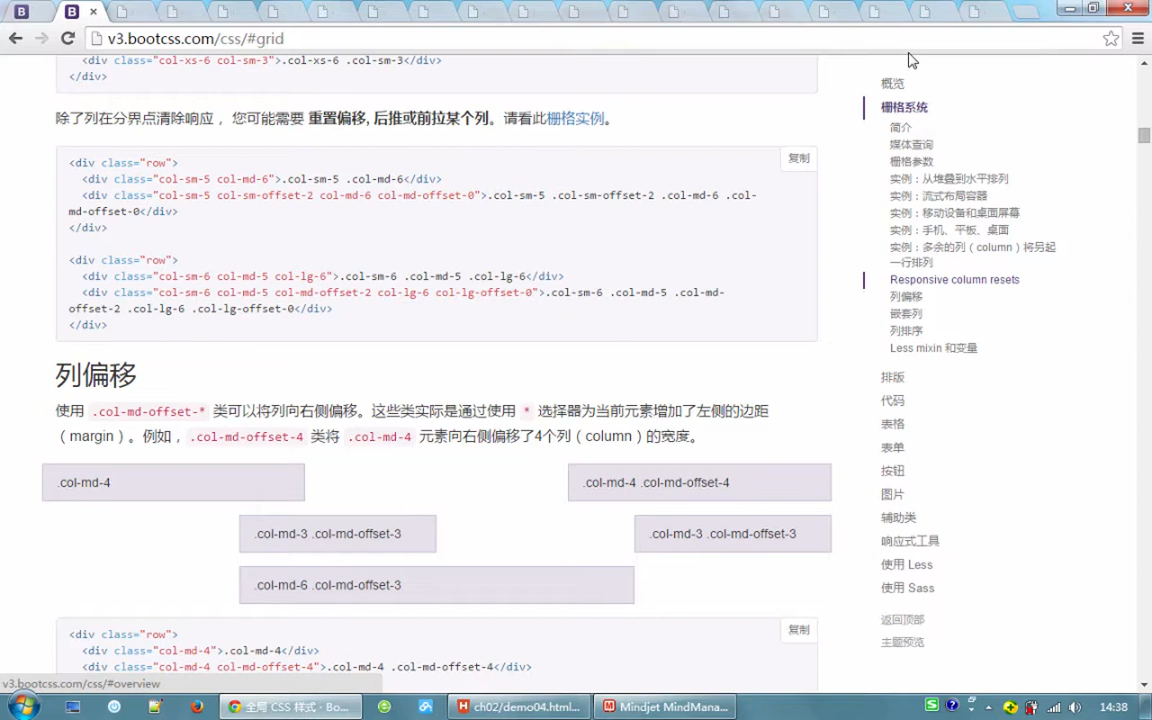 v3.bootcss.com/css/#grid
<div class="col-xs-6 col-sm-3">.col-xs-6 .col-sm-3</div>
</div>
除了列在分界点清除响应， 您可能需要 重置偏移, 后推或前拉某个列。请看此栅格实例。
复制
<div class="row">
<div class="col-sm-5 col-md-6">.col-sm-5 .col-md-6</div>
<div class="col-sm-5 col-sm-offset-2 col-md-6 col-md-offset-0">.col-sm-5 .col-sm-offset-2 .col-md-6 .col-
md-offset-0</div>
</div>
<div class="row">
<div class="col-sm-6 col-md-5 col-lg-6">.col-sm-6 .col-md-5 .col-lg-6</div>
<div class="col-sm-6 col-md-5 col-md-offset-2 col-lg-6 col-lg-offset-0">.col-sm-6 .col-md-5 .col-md-
offset-2 .col-lg-6 .col-lg-offset-0</div>
</div>
列偏移
使用 .col-md-offset-* 类可以将列向右侧偏移。这些类实际是通过使用 * 选择器为当前元素增加了左侧的边距
（margin）。例如，.col-md-offset-4 类将 .col-md-4 元素向右侧偏移了4个列（column）的宽度。
.col-md-4
.col-md-4 .col-md-offset-4
.col-md-3 .col-md-offset-3
.col-md-3 .col-md-offset-3
.col-md-6 .col-md-offset-3
复制
<div class="row">
<div class="col-md-4">.col-md-4</div>
<div class="col-md-4 col-md-offset-4">.col-md-4 .col-md-offset-4</div>
概览
栅格系统
简介
媒体查询
栅格参数
实例：从堆叠到水平排列
实例：流式布局容器
实例：移动设备和桌面屏幕
实例：手机、平板、桌面
实例：多余的列（column）将另起
一行排列
Responsive column resets
列偏移
嵌套列
列排序
Less mixin 和变量
排版
代码
表格
表单
按钮
图片
辅助类
响应式工具
使用 Less
使用 Sass
返回顶部
主题预览
v3.bootcss.com/css/#overview
全局 CSS 样式 · Bo...
ch02/demo04.html...
Mindjet MindMana...
14:38